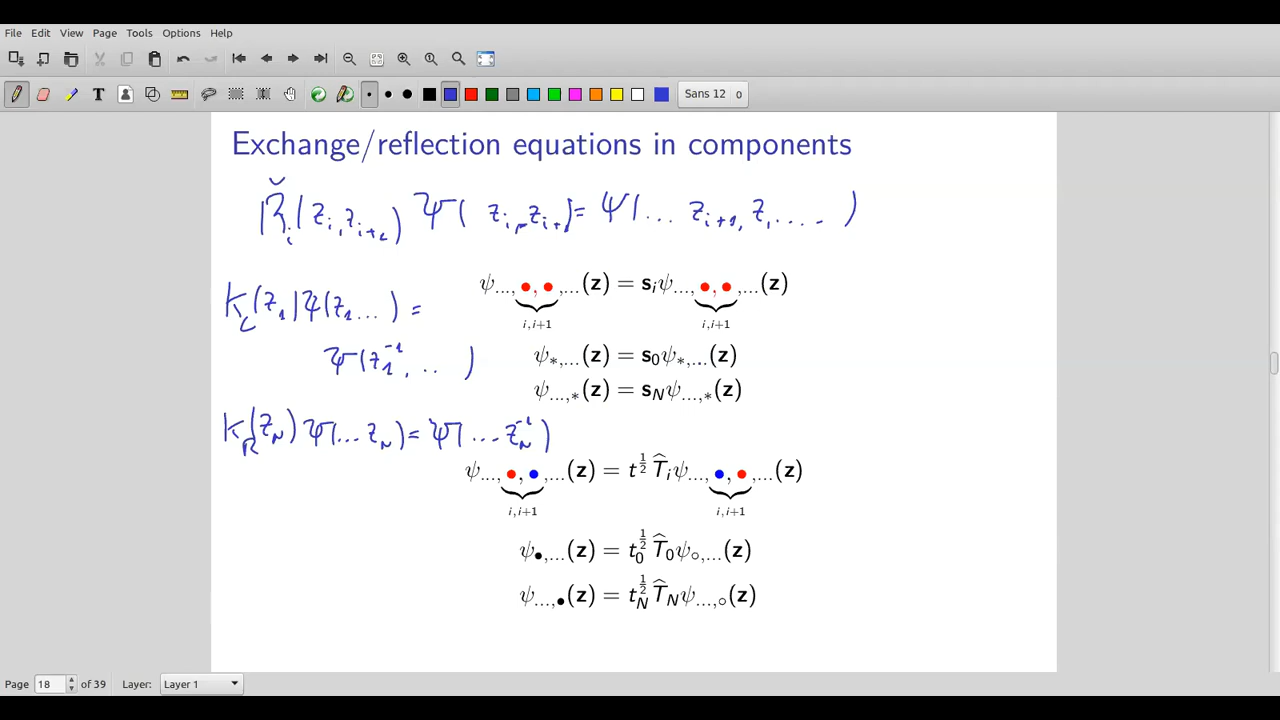 File Edit View Page Tools Options Help
Sans 12 0
Exchange/reflection equations in components
Ř_i(z_i, z_{i+1}) Ψ( z_i, z_{i+1}) = Ψ(... z_{i+1}, z_i .... )
ψ_{...,●,●,...}(z) = s_i ψ_{...,●,●,...}(z)
i,i+1 i,i+1
K_L(z_1)Ψ(z_1...) =
Ψ(z_1^{-1}, .. )
ψ_{*,...}(z) = s_0 ψ_{*,...}(z)
ψ_{...,*}(z) = s_N ψ_{...,*}(z)
K_R(z_N) Ψ(... z_N) = Ψ(... z_N^{-1})
ψ_{...,●,●,...}(z) = t^{1/2} T̂_i ψ_{...,●,●,...}(z)
i,i+1 i,i+1
ψ_{●,...}(z) = t_0^{1/2} T̂_0 ψ_{○,...}(z)
ψ_{...,●}(z) = t_N^{1/2} T̂_N ψ_{...,○}(z)
Page 18 of 39 Layer: Layer 1